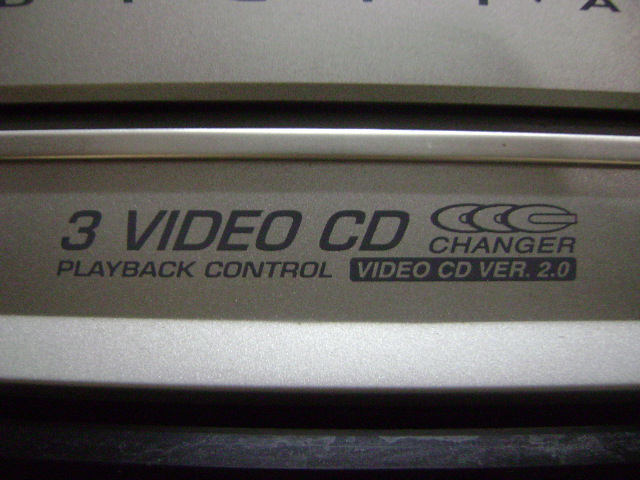 3 VIDEO CD
CHANGER
PLAYBACK CONTROL VIDEO CD VER. 2.0